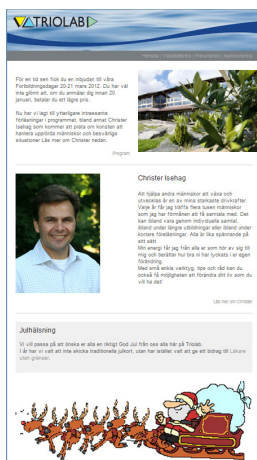 TRIOLAB
För en tid sen fick du en inbjudan till våra
Fortbildningsdagar 20-21 mars 2012. Du har väl
inte glömt att, om du anmäler dig innan 20
januari, betalar du ett lägre pris.
Nu har vi lagt till ytterligare intressanta
föreläsningar i programmet, bland annat Christer
Isehag som kommer att prata om konsten att
hantera upprörda människor och besvärliga
situationer Läs mer om Christer nedan.
Program
Christer Isehag
Att hjälpa andra människor att växa och
utvecklas är en av mina starkaste drivkrafter.
Varje år får jag träffa flera tusen människor
som jag har förmånen att få samtala med. Det
kan bland vara genom individuella samtal,
ibland under längre utbildningar eller ibland under
kortare föreläsningar. Alla är lika spännande på
sitt sätt.
Min energi får jag från alla er som hör av sig till
mig och berättar hur bra ni har lyckats i er egen
förändring.
Med små enkla verktyg, tips och råd kan du
också få möjligheten att förändra ditt liv som du
vill ha det!
Läs mer om Christer
Julhälsning
Vi vill passa på att önska er alla en riktigt God Jul från oss alla här på Triolab.
I år har vi valt att inte skicka traditionella julkort, utan har istället valt att ge ett bidrag till Läkare
utan gränser.